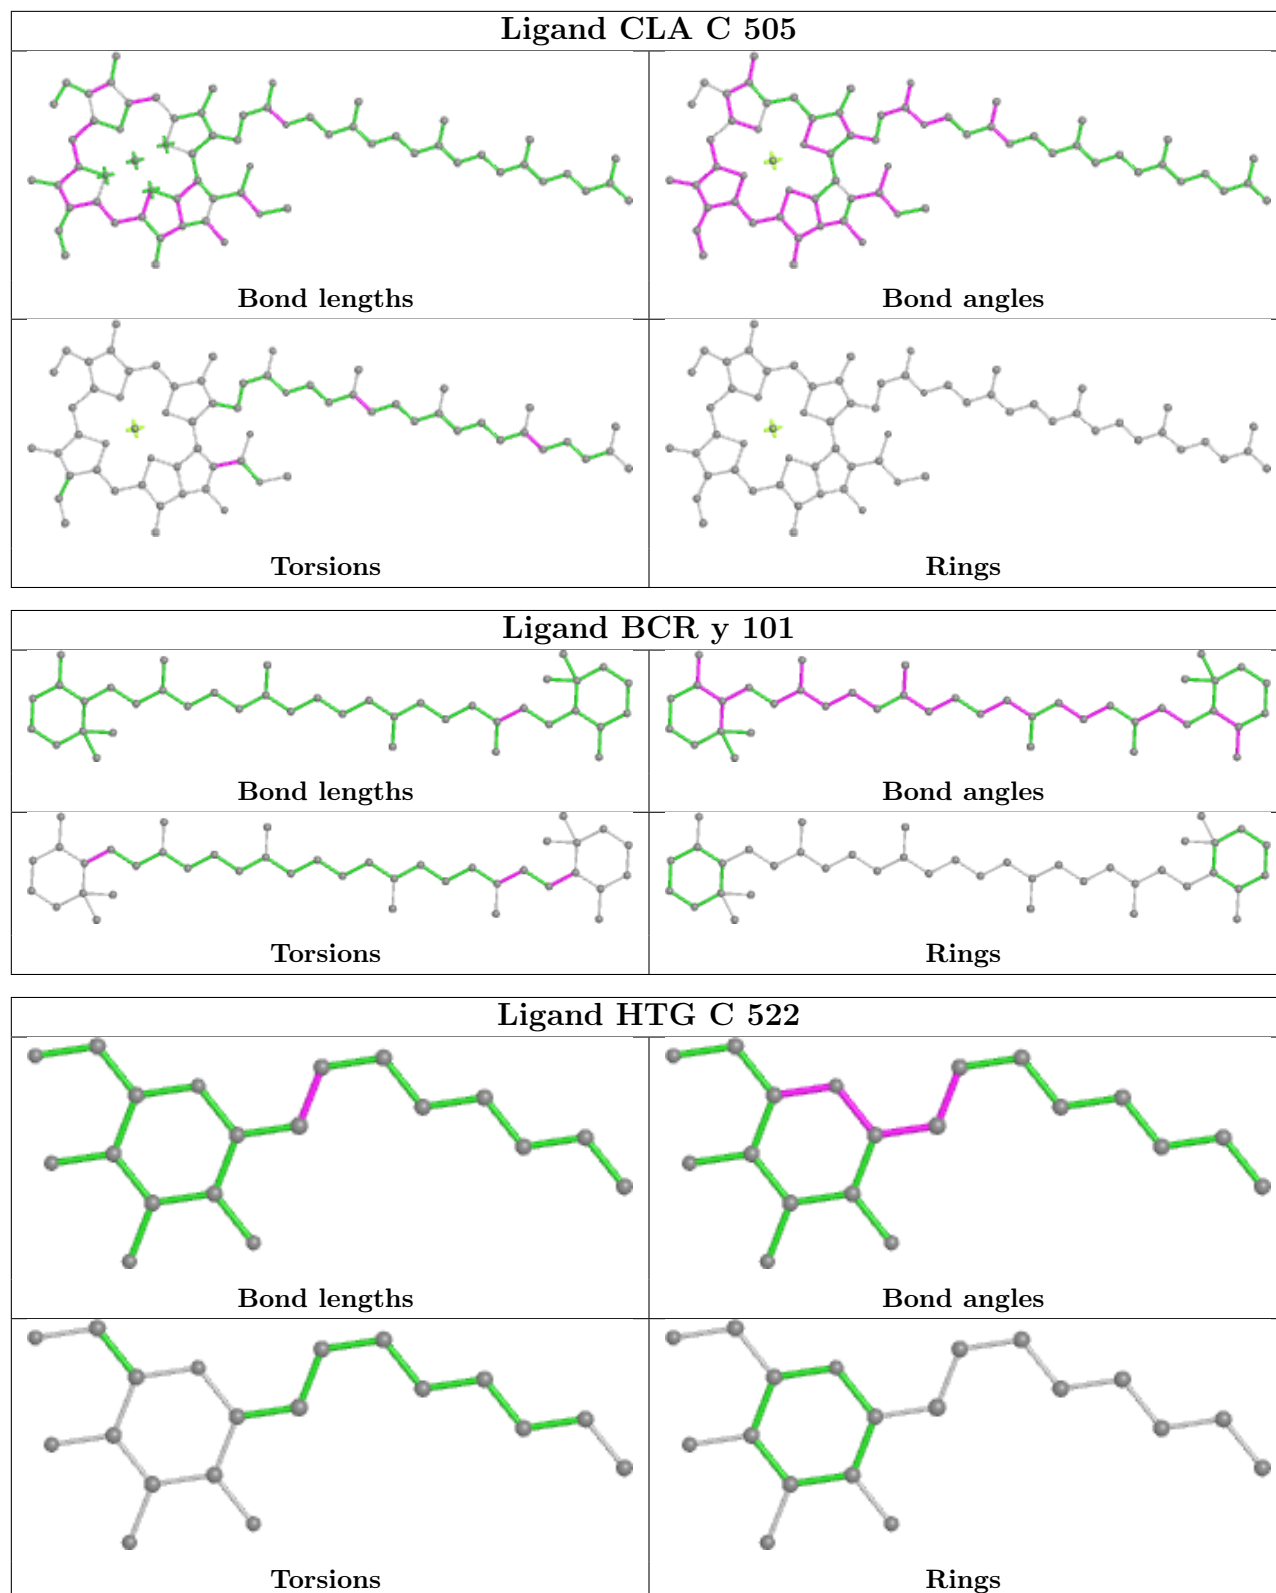 Ligand CLA C 505
Bond lengths
Bond angles
Torsions
Rings
Ligand BCR y 101
Bond lengths
Bond angles
Torsions
Rings
Ligand HTG C 522
Bond lengths
Bond angles
Torsions
Rings